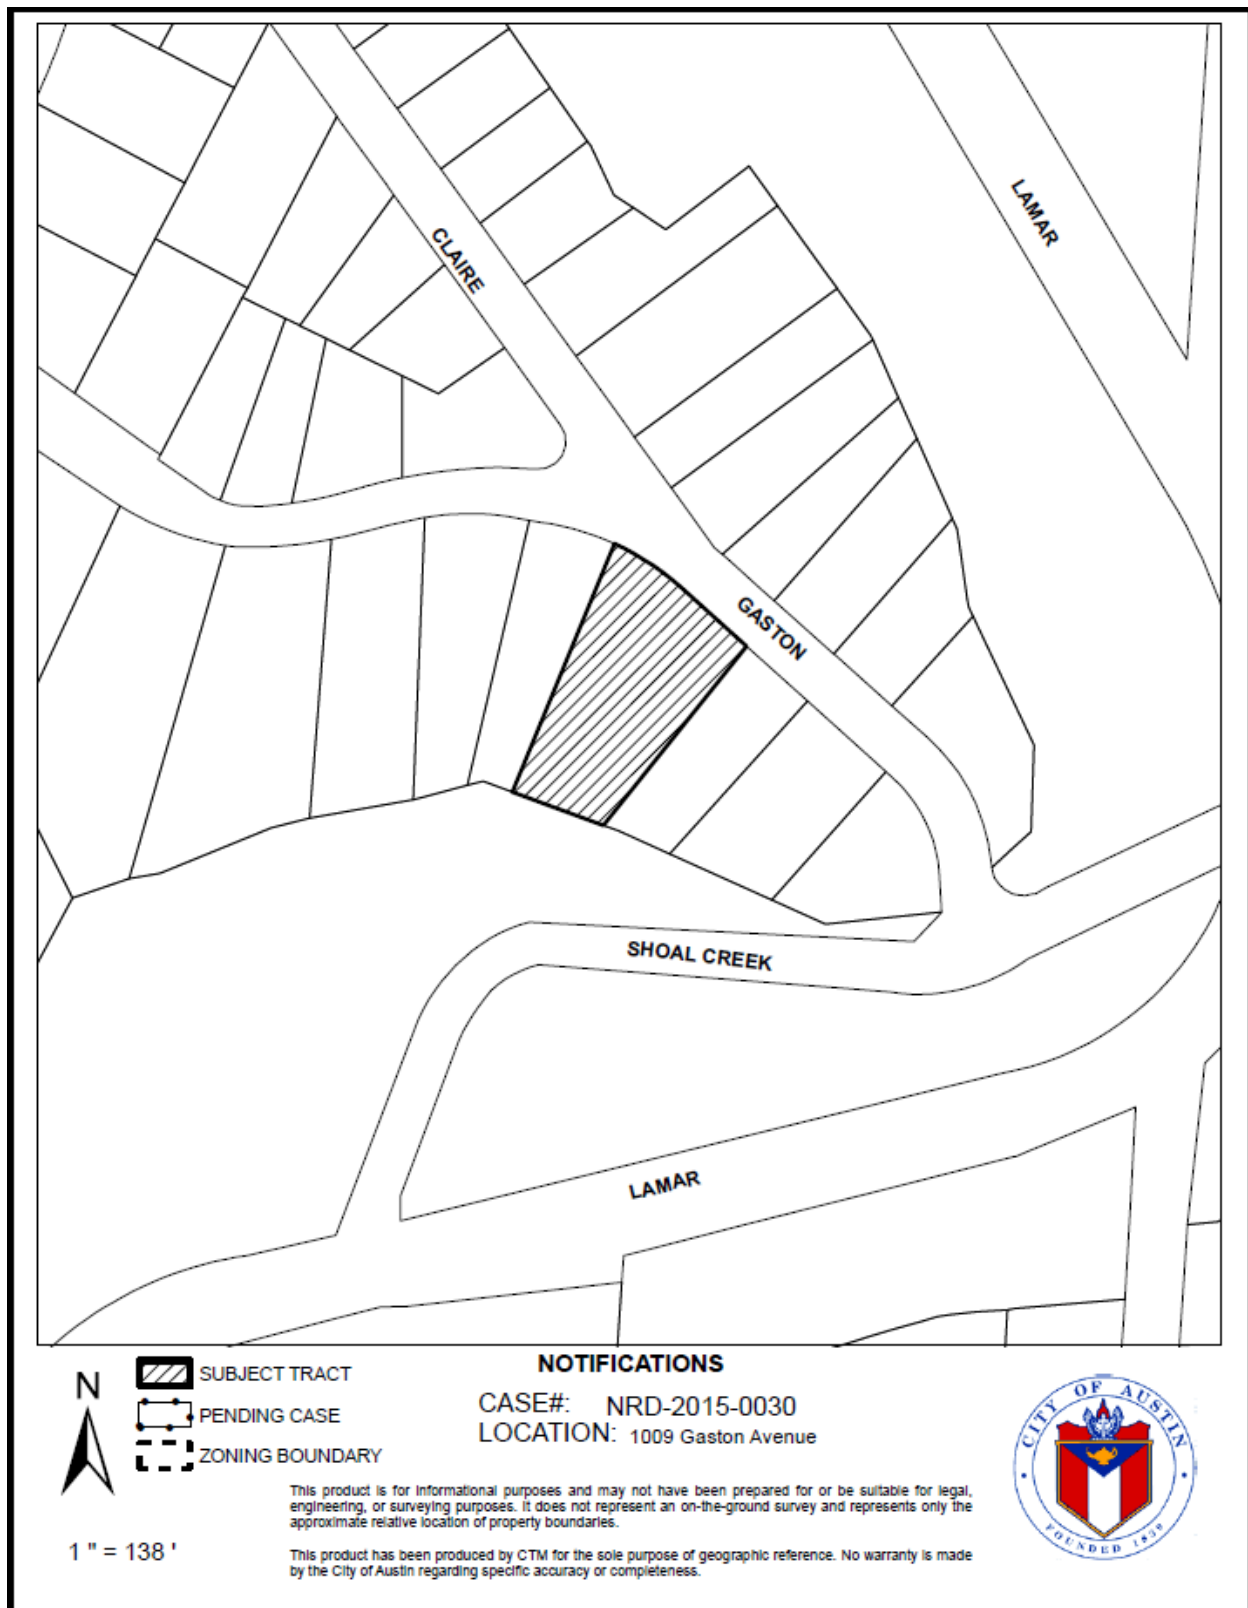 LAMAR
CLAIRE
GASTON
SHOAL CREEK
LAMAR
N
1 " = 138 '
SUBJECT TRACT
PENDING CASE
ZONING BOUNDARY
NOTIFICATIONS
CASE#: NRD-2015-0030
LOCATION: 1009 Gaston Avenue
This product is for informational purposes and may not have been prepared for or be suitable for legal,
engineering, or surveying purposes. It does not represent an on-the-ground survey and represents only the
approximate relative location of property boundaries.
This product has been produced by CTM for the sole purpose of geographic reference. No warranty is made
by the City of Austin regarding specific accuracy or completeness.
CITY OF AUSTIN
FOUNDED 1839